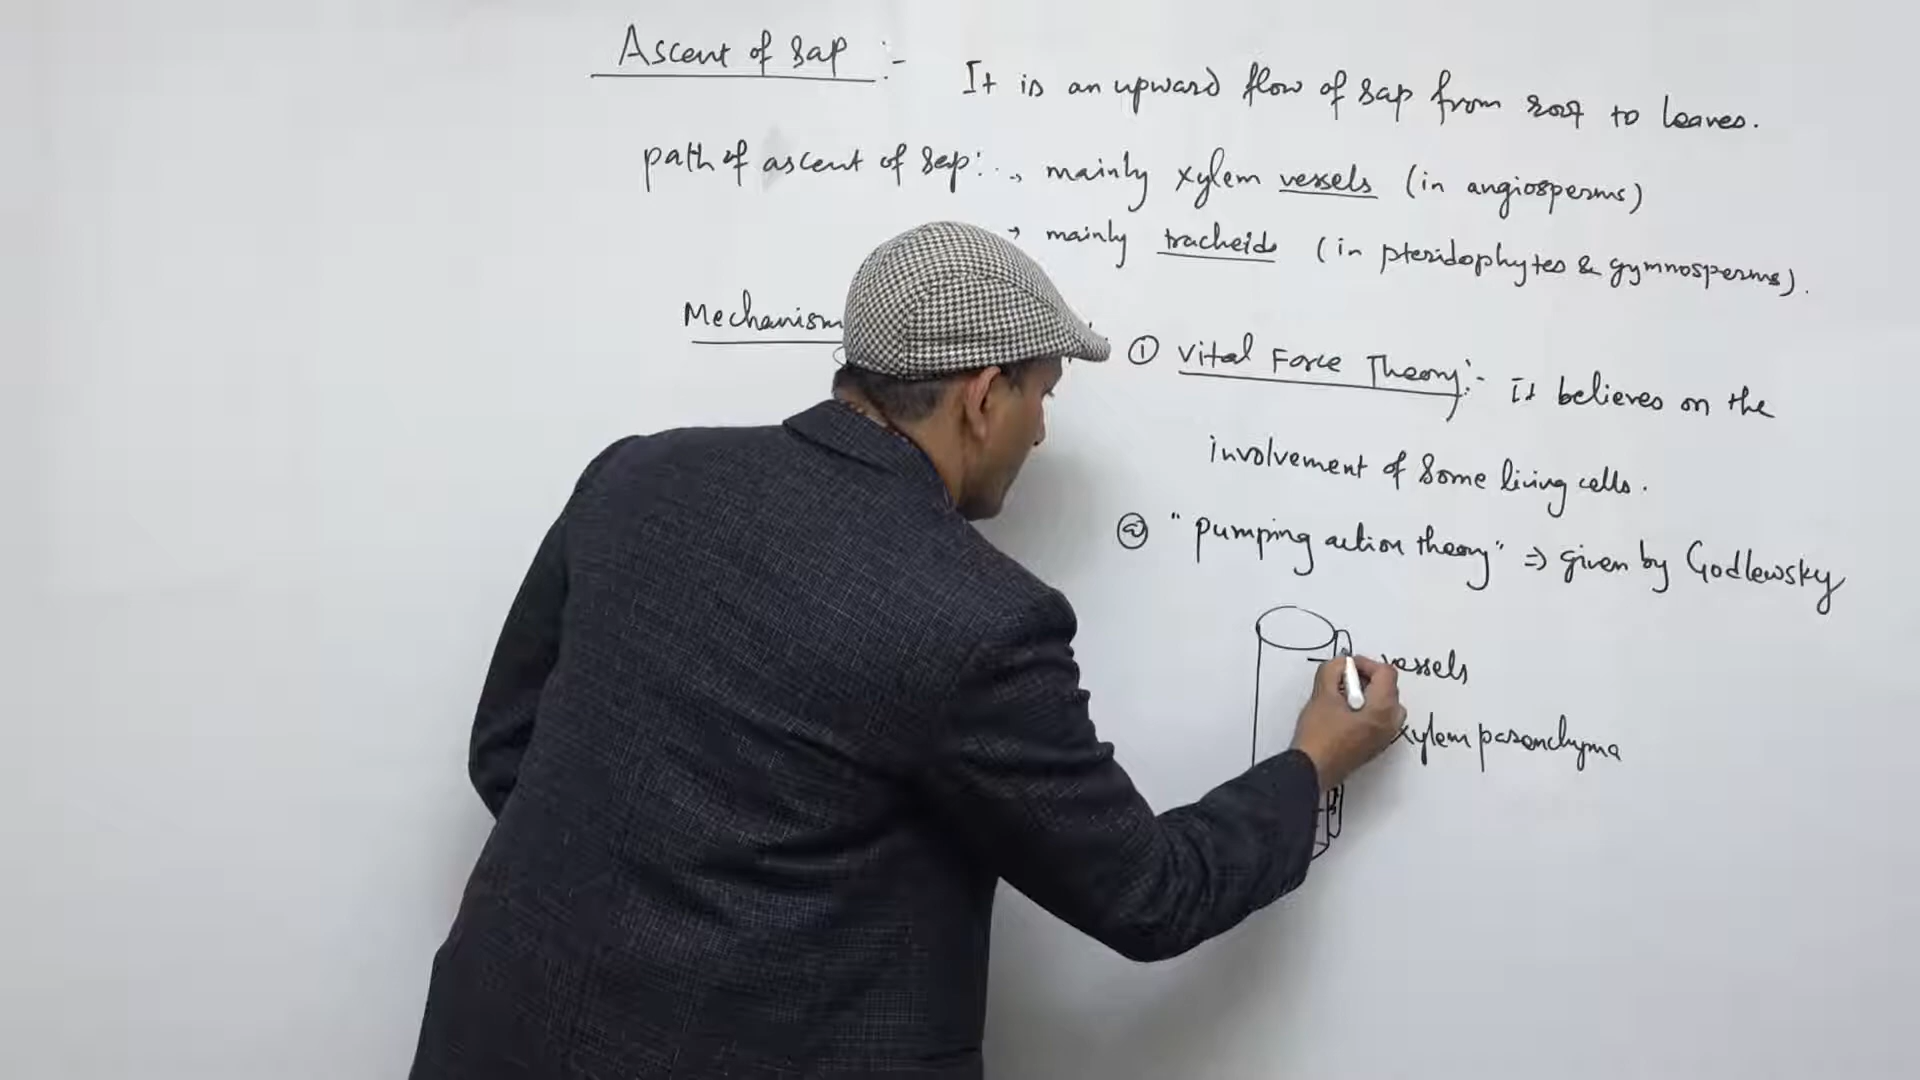 Ascent of Sap :- It is an upward flow of sap from root to leaves.
path of ascent of sap: → mainly xylem vessels (in angiosperms)
→ mainly tracheids (in pteridophytes & gymnosperms).
Mechanism
① Vital Force Theory:- it believes on the
involvement of some living cells.
ⓐ "pumping action theory" ⇒ given by Godlewsky
vessels
xylem parenchyma